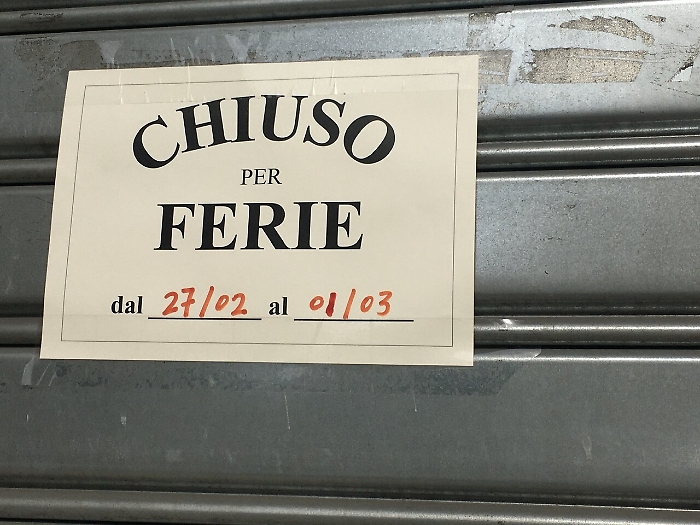 CHIUSO
PER
FERIE
dal 27/02 al 01/03